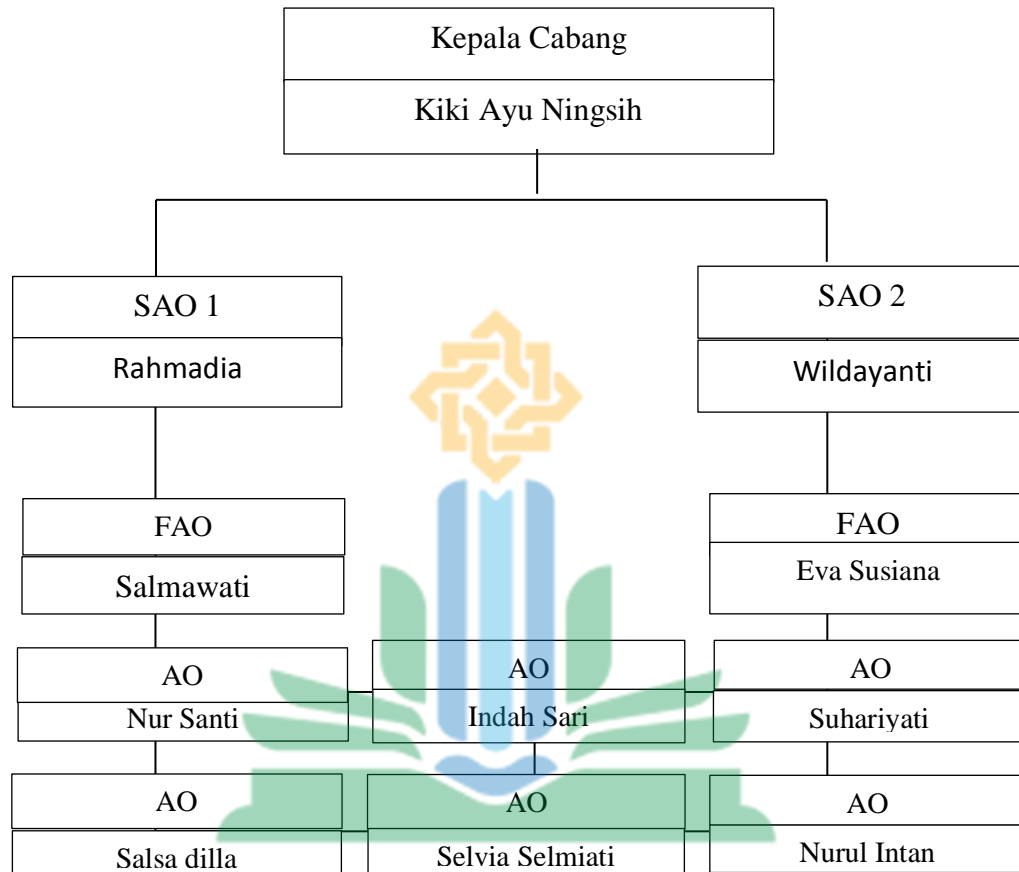 Kepala Cabang
Kiki Ayu Ningsih
SAO 1
SAO 2
Rahmadia
Wildayanti
FAO
FAO
Salmawati
Eva Susiana
AO
AO
AO
Nur Santi
Indah Sari
Suhariyati
AO
AO
AO
Salsa dilla
Selvia Selmiati
Nurul Intan